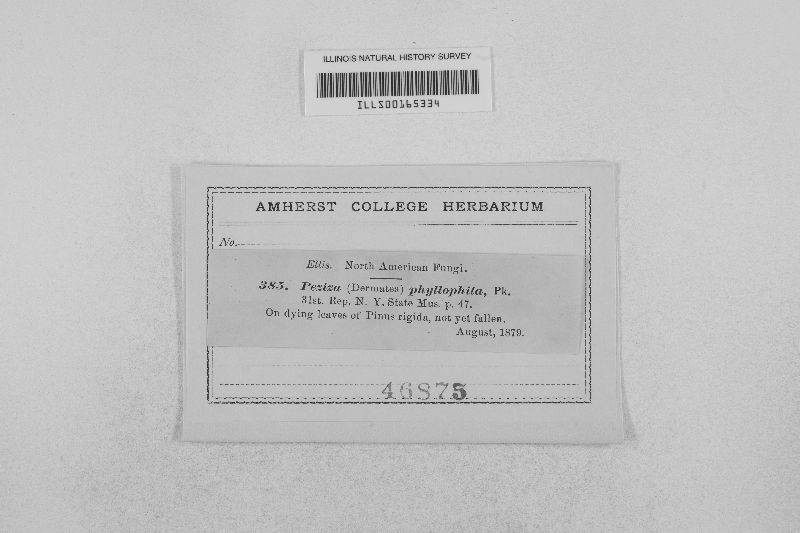 ILLINOIS NATURAL HISTORY SURVEY
ILLS00165334
AMHERST COLLEGE HERBARIUM
No.
Ellis. North American Fungi.
385. Peziza (Dermatea) phyllophila, Pk.
31st. Rep. N. Y. State Mus. p. 47.
On dying leaves of Pinus rigida, not yet fallen.
August, 1879.
46875